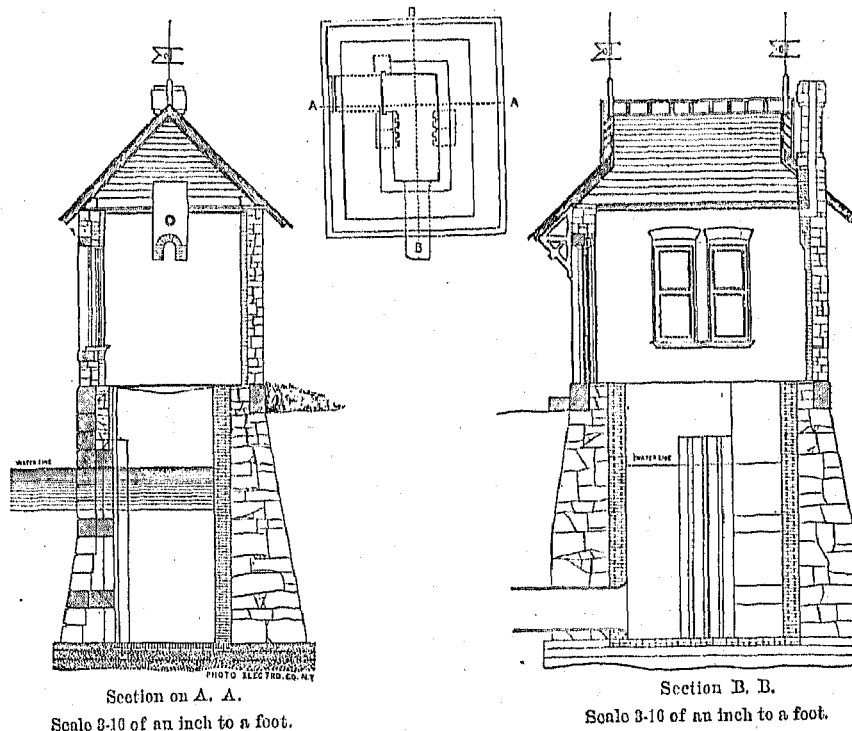 B
A
A
B
WATER LINE
WATER LINE
PHOTO ELECTRO. CO. N.Y
Section on A. A.
Scale 3-10 of an inch to a foot.
Section B. B.
Scale 3-10 of an inch to a foot.